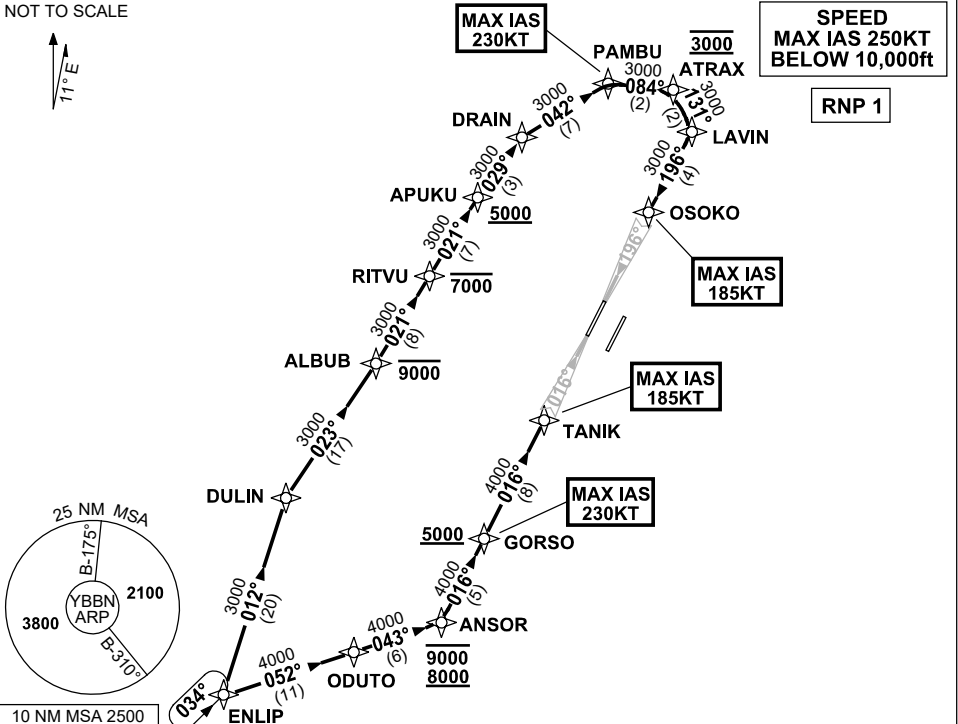 NOT TO SCALE
11° E
MAX IAS
230KT
SPEED
MAX IAS 250KT
BELOW 10,000ft
RNP 1
PAMBU
3000
ATRAX
3000
084°
(2)
3000
131°
(2)
LAVIN
3000
042°
(7)
DRAIN
3000
196°
(4)
3000
029°
(3)
APUKU
5000
OSOKO
196°
MAX IAS
185KT
3000
021°
(7)
RITVU
7000
3000
021°
(8)
ALBUB
9000
016°
MAX IAS
185KT
TANIK
3000
023°
(17)
4000
016°
(8)
DULIN
MAX IAS
230KT
5000
GORSO
25 NM MSA
B-175°
YBBN
ARP
2100
3800
B-310°
3000
012°
(20)
4000
016°
(5)
ANSOR
9000
8000
4000
043°
(6)
ODUTO
4000
052°
(11)
034°
ENLIP
10 NM MSA 2500